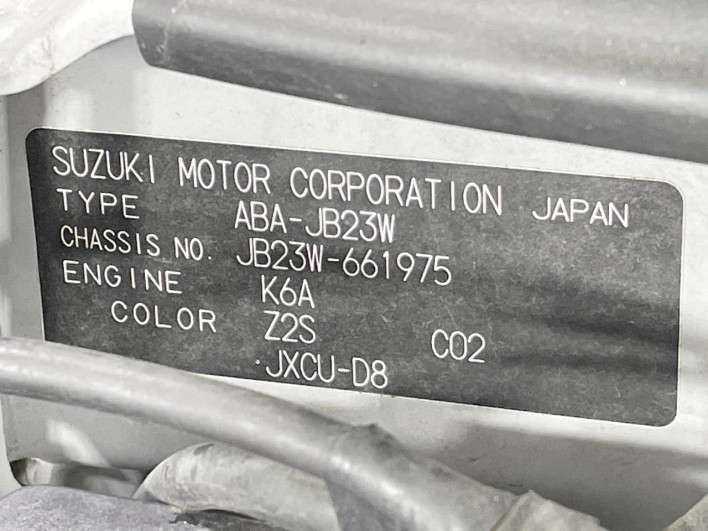 SUZUKI MOTOR CORPORATION JAPAN
TYPE ABA-JB23W
CHASSIS NO. JB23W-661975
ENGINE K6A
COLOR Z2S C02
JXCU-D8